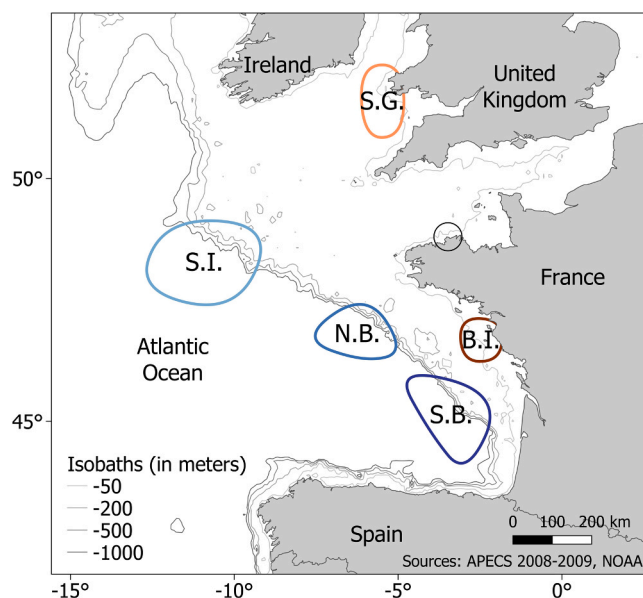 Ireland
United
Kingdom
S.G.
50°
S.I.
France
N.B.
B.I.
Atlantic
Ocean
S.B.
45°
Isobaths (in meters)
-50
-200
-500
-1000
Spain
0 100 200 km
Sources: APECS 2008-2009, NOAA
-15° -10° -5° 0°